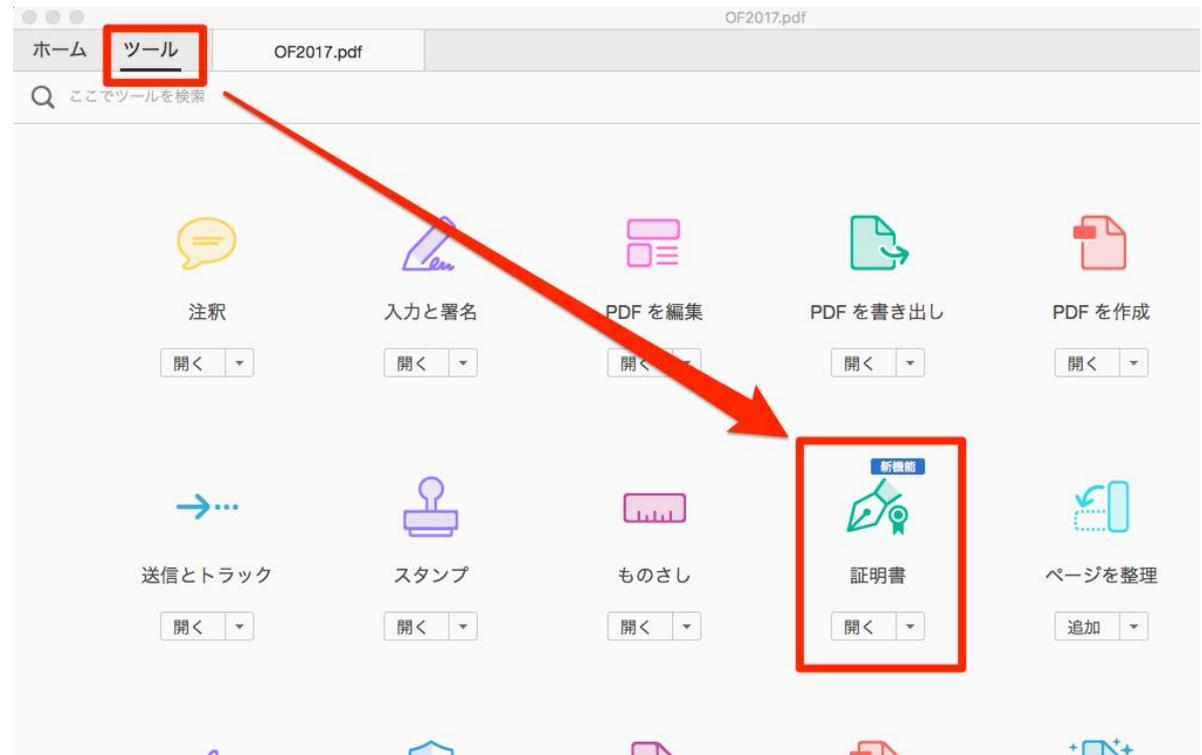 OF2017.pdf
ホーム ツール OF2017.pdf
ここでツールを検索
注釈 入力と署名 PDF を編集 PDF を書き出し PDF を作成
開く 開く 開く 開く 開く
新機能
送信とトラック スタンプ ものさし 証明書 ページを整理
開く 開く 開く 開く 追加